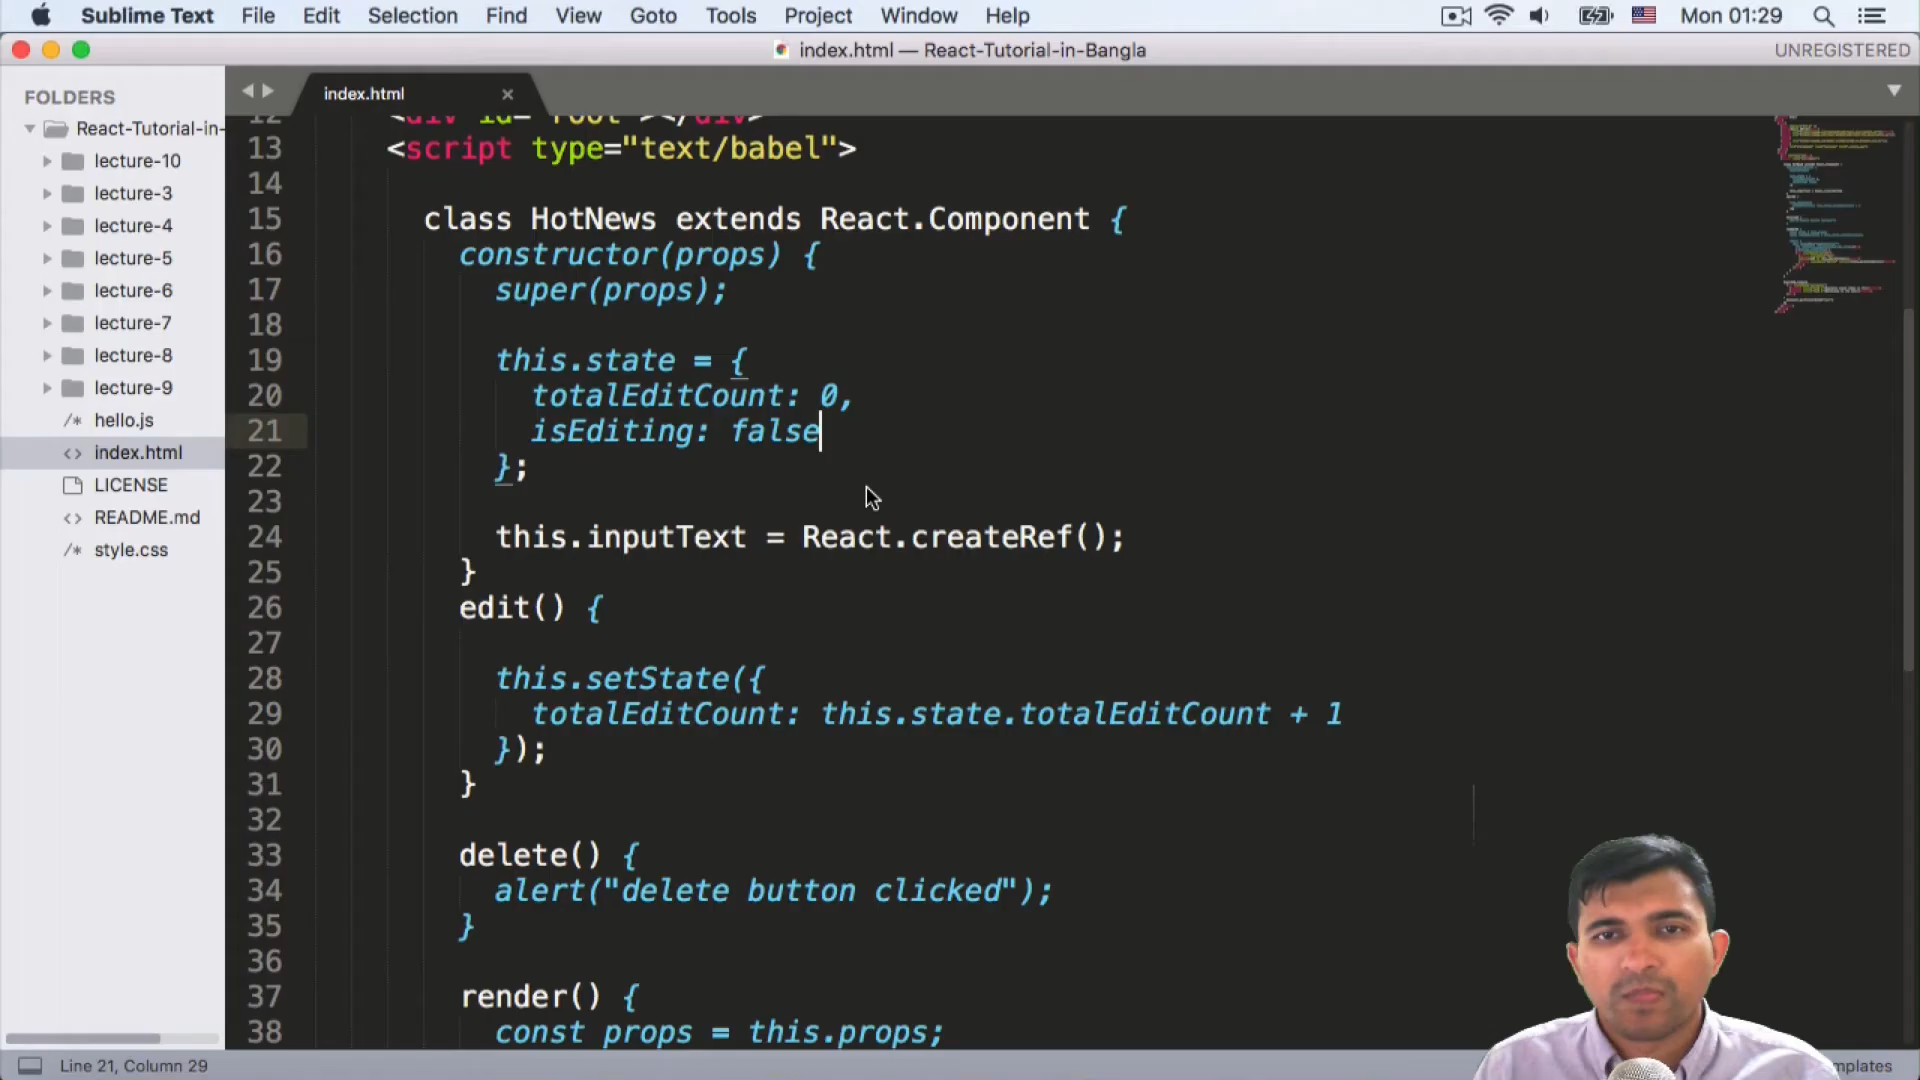 Sublime Text File Edit Selection Find View Goto Tools Project Window Help Mon 01:29
index.html — React-Tutorial-in-Bangla UNREGISTERED
FOLDERS
React-Tutorial-in-
lecture-10
lecture-3
lecture-4
lecture-5
lecture-6
lecture-7
lecture-8
lecture-9
/* hello.js
<> index.html
LICENSE
<> README.md
/* style.css
index.html
12 <div id="root"></div>
13 <script type="text/babel">
14
15 class HotNews extends React.Component {
16 constructor(props) {
17 super(props);
18
19 this.state = {
20 totalEditCount: 0,
21 isEditing: false
22 };
23
24 this.inputText = React.createRef();
25 }
26 edit() {
27
28 this.setState({
29 totalEditCount: this.state.totalEditCount + 1
30 });
31 }
32
33 delete() {
34 alert("delete button clicked");
35 }
36
37 render() {
38 const props = this.props;
Line 21, Column 29
mplates